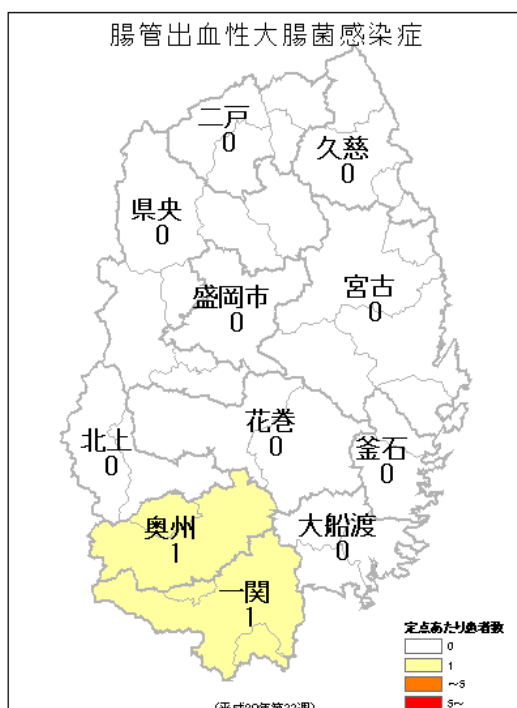 腸管出血性大腸菌感染症
二戸
0
久慈
0
県央
0
盛岡市
0
宮古
0
北上
0
花巻
0
釜石
0
奥州
1
大船渡
0
一関
1
定点あたり患者数
0
1
～5
5～